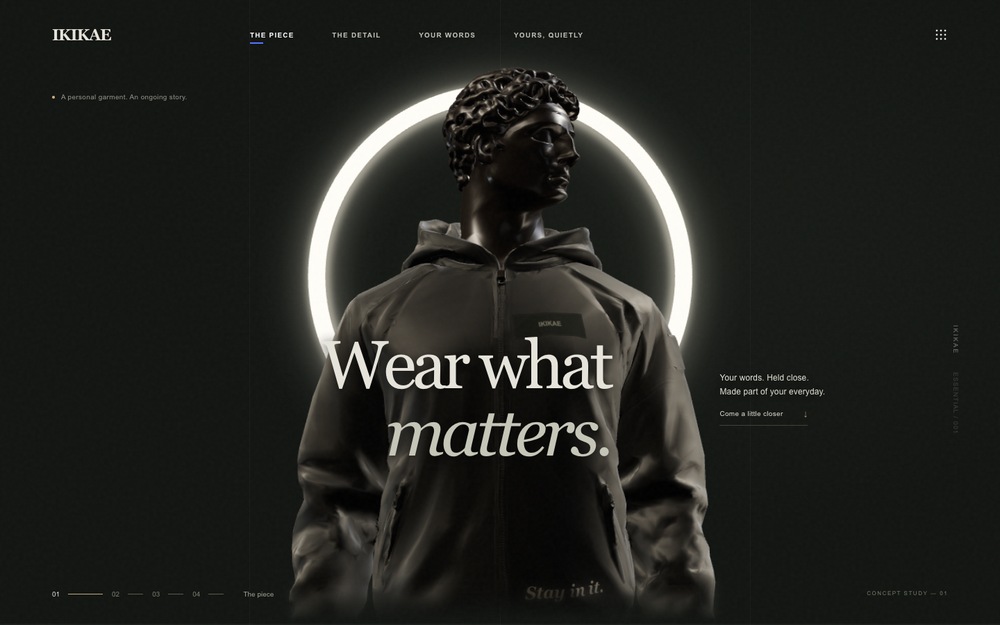 IKIKAE
THE PIECE
THE DETAIL
YOUR WORDS
YOURS, QUIETLY
A personal garment. An ongoing story.
IKIKAE
Wear what
matters.
Your words. Held close.
Made part of your everyday.
Come a little closer ↓
IKIKAE ESSENTIAL / 001
Stay in it.
01
02
03
04
The piece
CONCEPT STUDY — 01